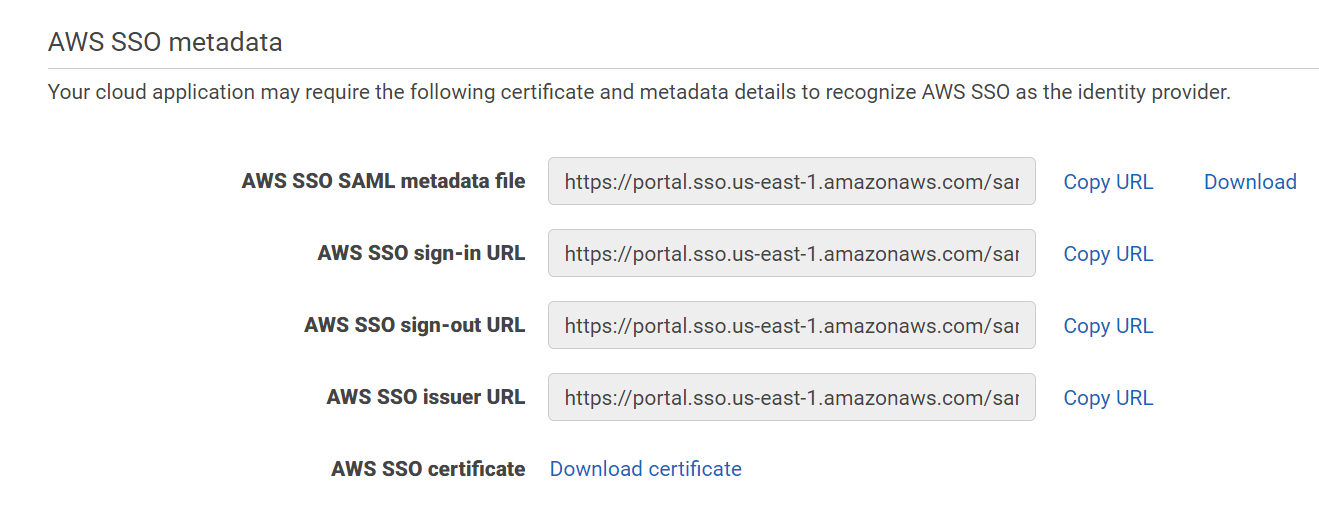 AWS SSO metadata
Your cloud application may require the following certificate and metadata details to recognize AWS SSO as the identity provider.
AWS SSO SAML metadata file https://portal.sso.us-east-1.amazonaws.com/sar Copy URL Download
AWS SSO sign-in URL https://portal.sso.us-east-1.amazonaws.com/sar Copy URL
AWS SSO sign-out URL https://portal.sso.us-east-1.amazonaws.com/sar Copy URL
AWS SSO issuer URL https://portal.sso.us-east-1.amazonaws.com/sar Copy URL
AWS SSO certificate Download certificate